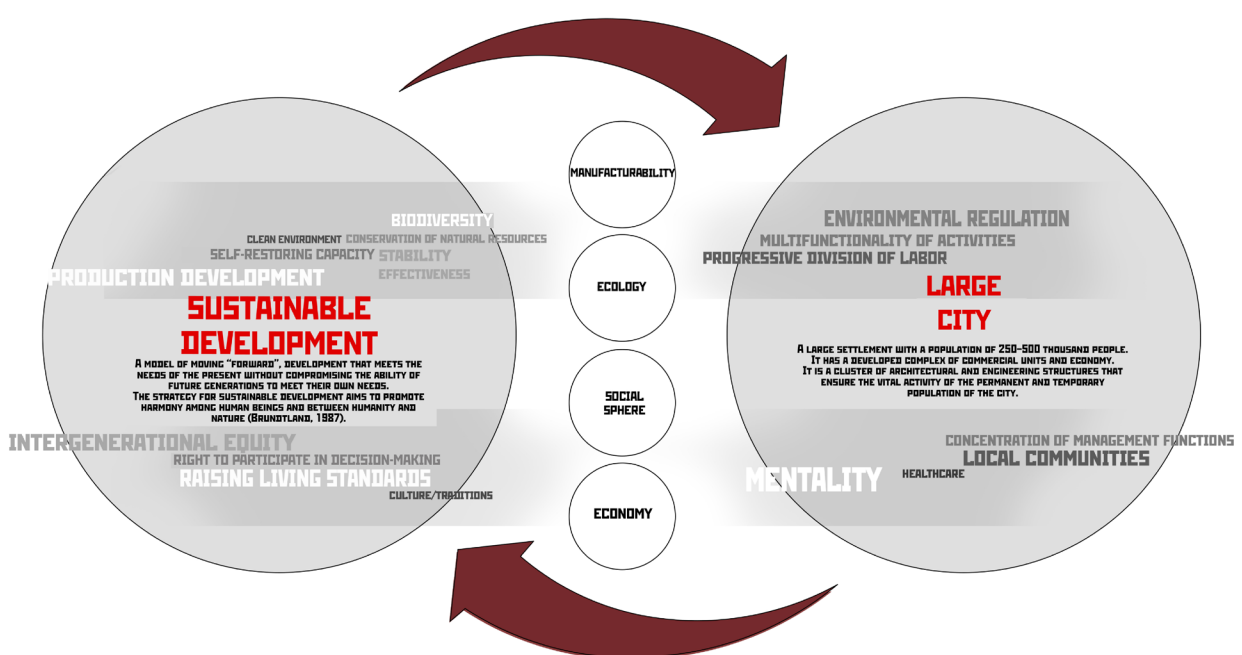 BIODIVERSITY
CLEAN ENVIRONMENT CONSERVATION OF NATURAL RESOURCES
SELF-RESTORING CAPACITY STABILITY
PRODUCTION DEVELOPMENT EFFECTIVENESS
SUSTAINABLE
DEVELOPMENT
A MODEL OF MOVING “FORWARD”, DEVELOPMENT THAT MEETS THE
NEEDS OF THE PRESENT WITHOUT COMPROMISING THE ABILITY OF
FUTURE GENERATIONS TO MEET THEIR OWN NEEDS.
THE STRATEGY FOR SUSTAINABLE DEVELOPMENT AIMS TO PROMOTE
HARMONY AMONG HUMAN BEINGS AND BETWEEN HUMANITY AND
NATURE (BRUNDTLAND, 1987).
INTERGENERATIONAL EQUITY
RIGHT TO PARTICIPATE IN DECISION-MAKING
RAISING LIVING STANDARDS
CULTURE/TRADITIONS
MANUFACTURABILITY
ECOLOGY
SOCIAL
SPHERE
ECONOMY
ENVIRONMENTAL REGULATION
MULTIFUNCTIONALITY OF ACTIVITIES
PROGRESSIVE DIVISION OF LABOR
LARGE
CITY
A LARGE SETTLEMENT WITH A POPULATION OF 250-500 THOUSAND PEOPLE.
IT HAS A DEVELOPED COMPLEX OF COMMERCIAL UNITS AND ECONOMY.
IT IS A CLUSTER OF ARCHITECTURAL AND ENGINEERING STRUCTURES THAT
ENSURE THE VITAL ACTIVITY OF THE PERMANENT AND TEMPORARY
POPULATION OF THE CITY.
CONCENTRATION OF MANAGEMENT FUNCTIONS
LOCAL COMMUNITIES
MENTALITY HEALTHCARE